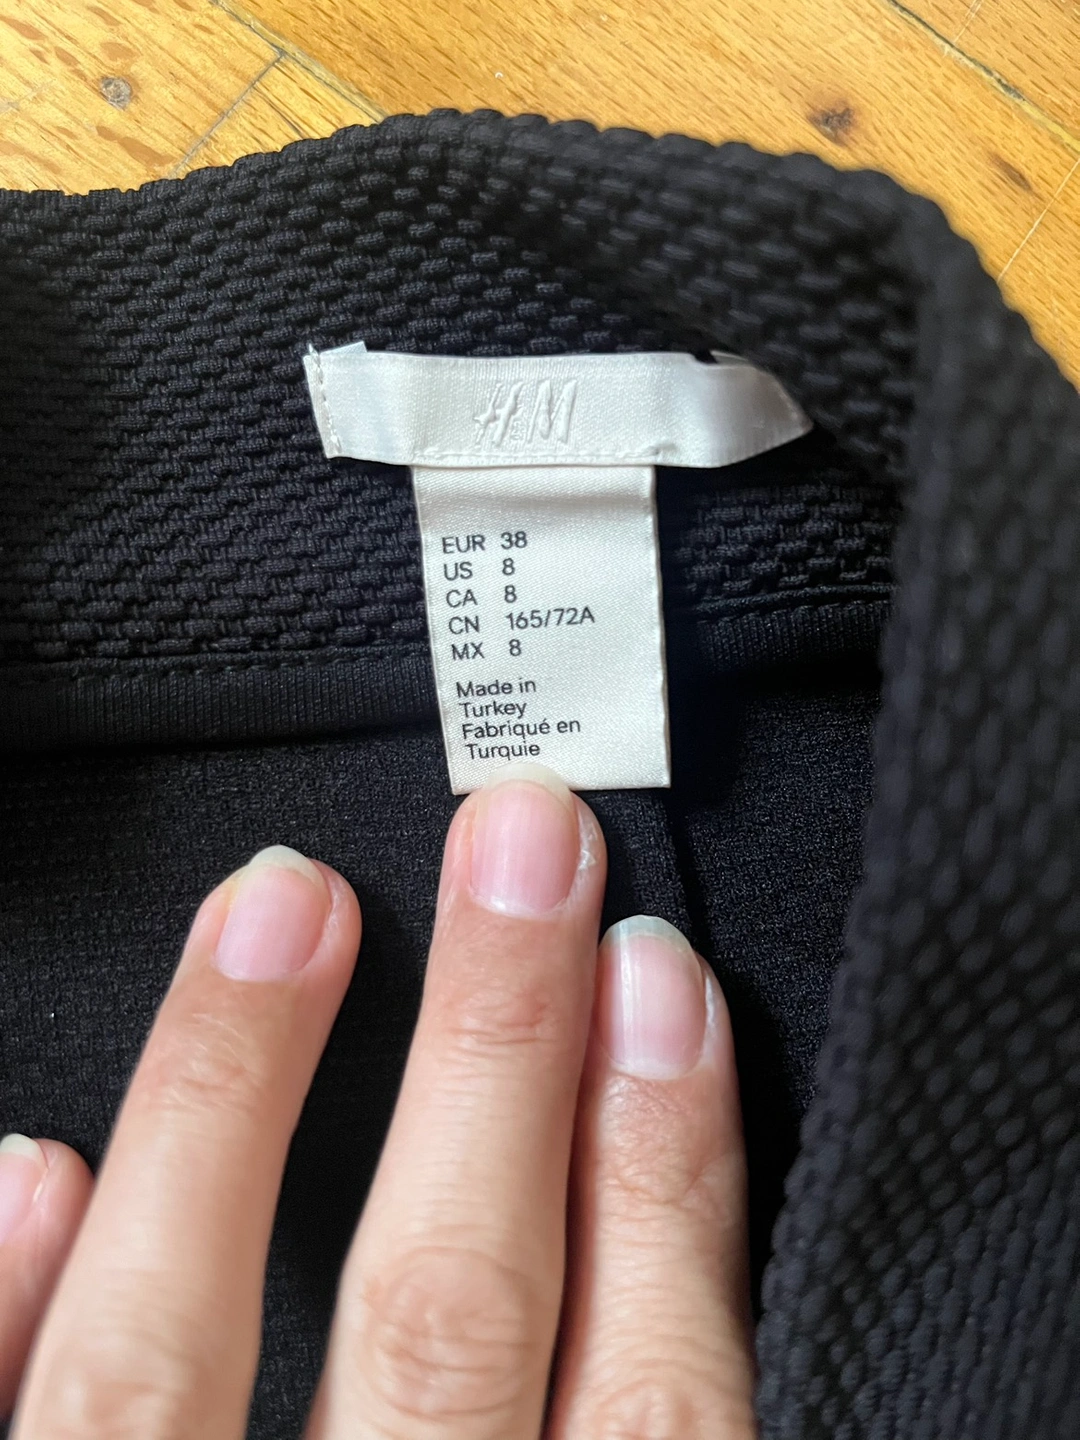 H&M
EUR 38
US 8
CA 8
CN 165/72A
MX 8
Made in
Turkey
Fabriqué en
Turquie